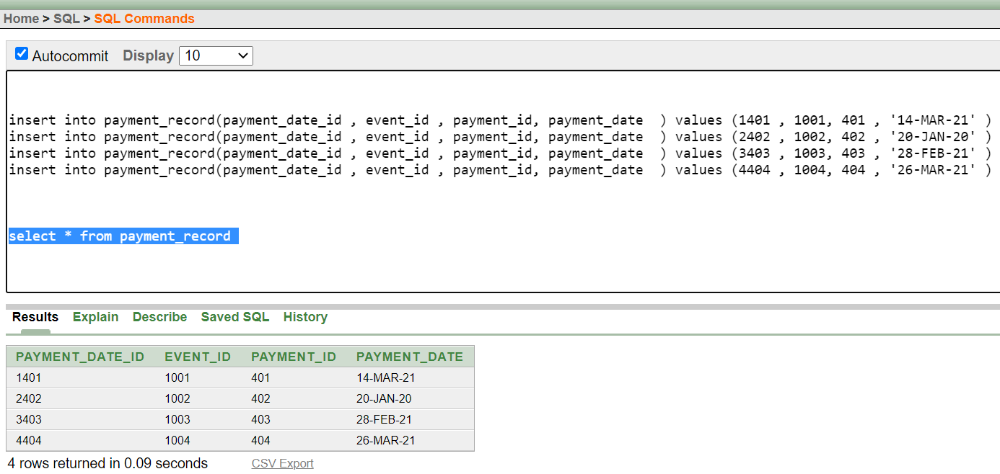 Home > SQL > SQL Commands
Autocommit Display 10
insert into payment_record(payment_date_id , event_id , payment_id, payment_date  ) values (1401 , 1001, 401 , '14-MAR-21' )
insert into payment_record(payment_date_id , event_id , payment_id, payment_date  ) values (2402 , 1002, 402 , '20-JAN-20' )
insert into payment_record(payment_date_id , event_id , payment_id, payment_date  ) values (3403 , 1003, 403 , '28-FEB-21' )
insert into payment_record(payment_date_id , event_id , payment_id, payment_date  ) values (4404 , 1004, 404 , '26-MAR-21' )
select * from payment_record
Results Explain Describe Saved SQL History
PAYMENT_DATE_ID EVENT_ID PAYMENT_ID PAYMENT_DATE
1401 1001 401 14-MAR-21
2402 1002 402 20-JAN-20
3403 1003 403 28-FEB-21
4404 1004 404 26-MAR-21
4 rows returned in 0.09 seconds CSV Export